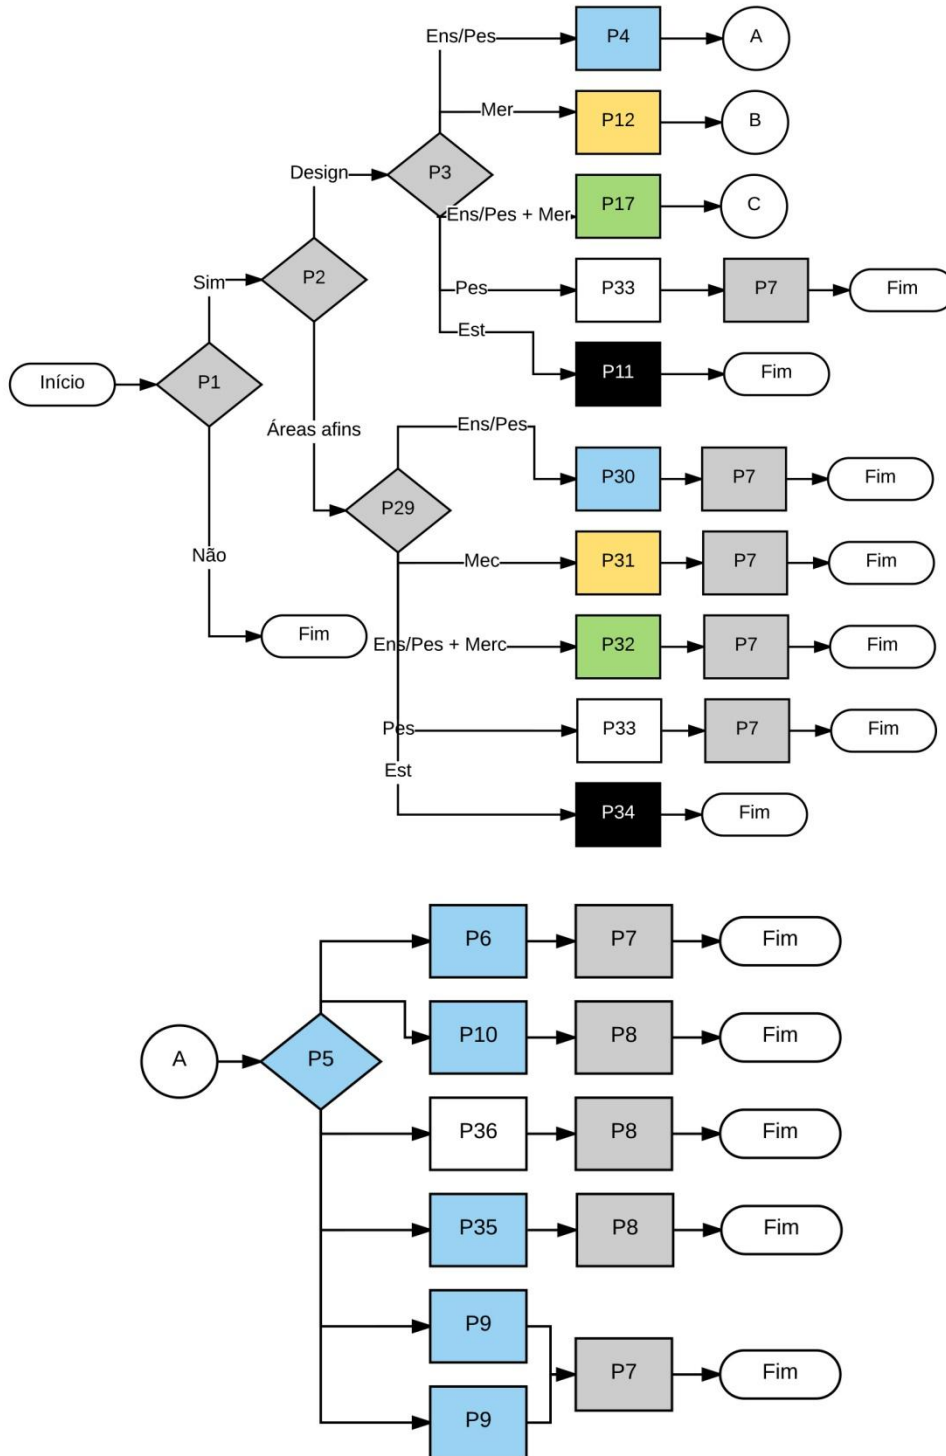 Ens/Pes
P4
A
Mer
P12
B
Design
P3
Ens/Pes + Mer
P17
C
Sim
P2
Pes
P33
P7
Fim
Est
P11
Fim
Início
P1
Áreas afins
Ens/Pes
P30
P7
Fim
P29
Não
Mec
P31
P7
Fim
Fim
Ens/Pes + Merc
P32
P7
Fim
Pes
P33
P7
Fim
Est
P34
Fim
P6
P7
Fim
A
P5
P10
P8
Fim
P36
P8
Fim
P35
P8
Fim
P9
P7
Fim
P9